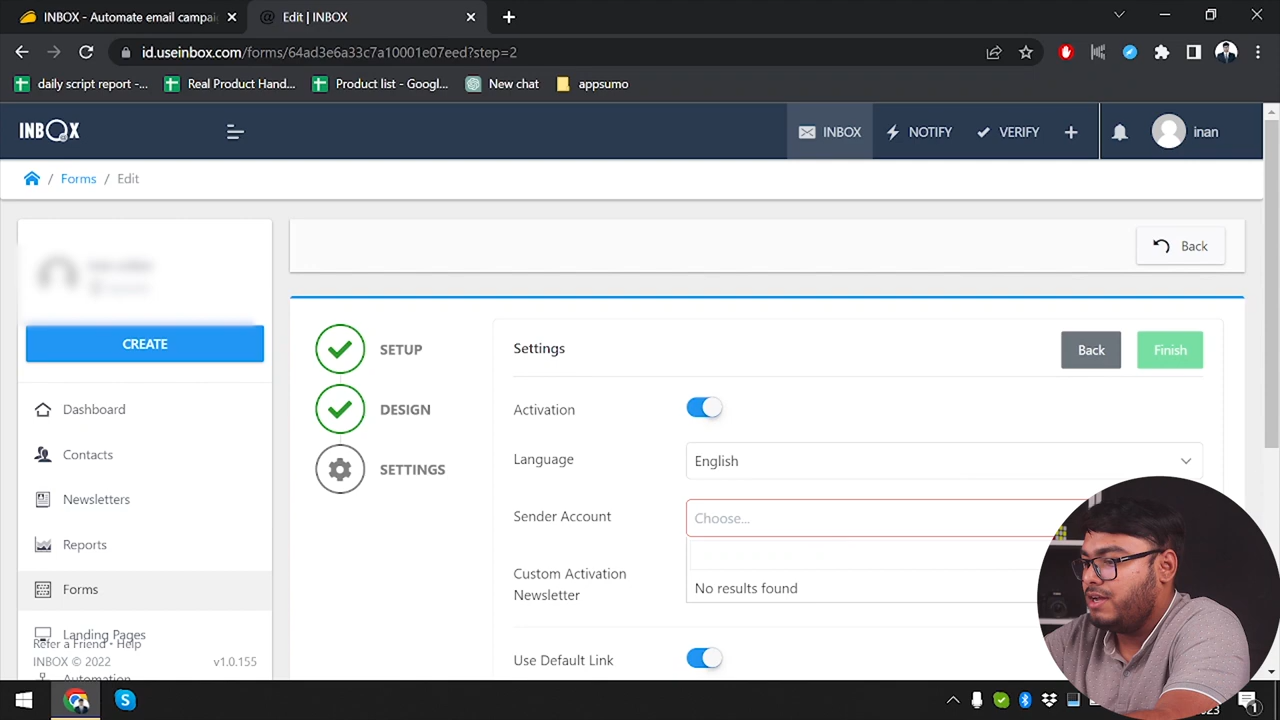 INBOX - Automate email campai
Edit | INBOX
id.useinbox.com/forms/64ad3e6a33c7a10001e07eed?step=2
daily script report -...
Real Product Hand...
Product list - Googl...
New chat
appsumo
INBOX
INBOX
NOTIFY
VERIFY
inan
/ Forms / Edit
Back
CREATE
SETUP
Settings
Back
Finish
Dashboard
DESIGN
Activation
Contacts
SETTINGS
Language
English
Newsletters
Sender Account
Choose...
Reports
Forms
Custom Activation
Newsletter
No results found
Landing Pages
Refer a Friend • Help
INBOX © 2022
v1.0.155
Use Default Link
Automation
S
1